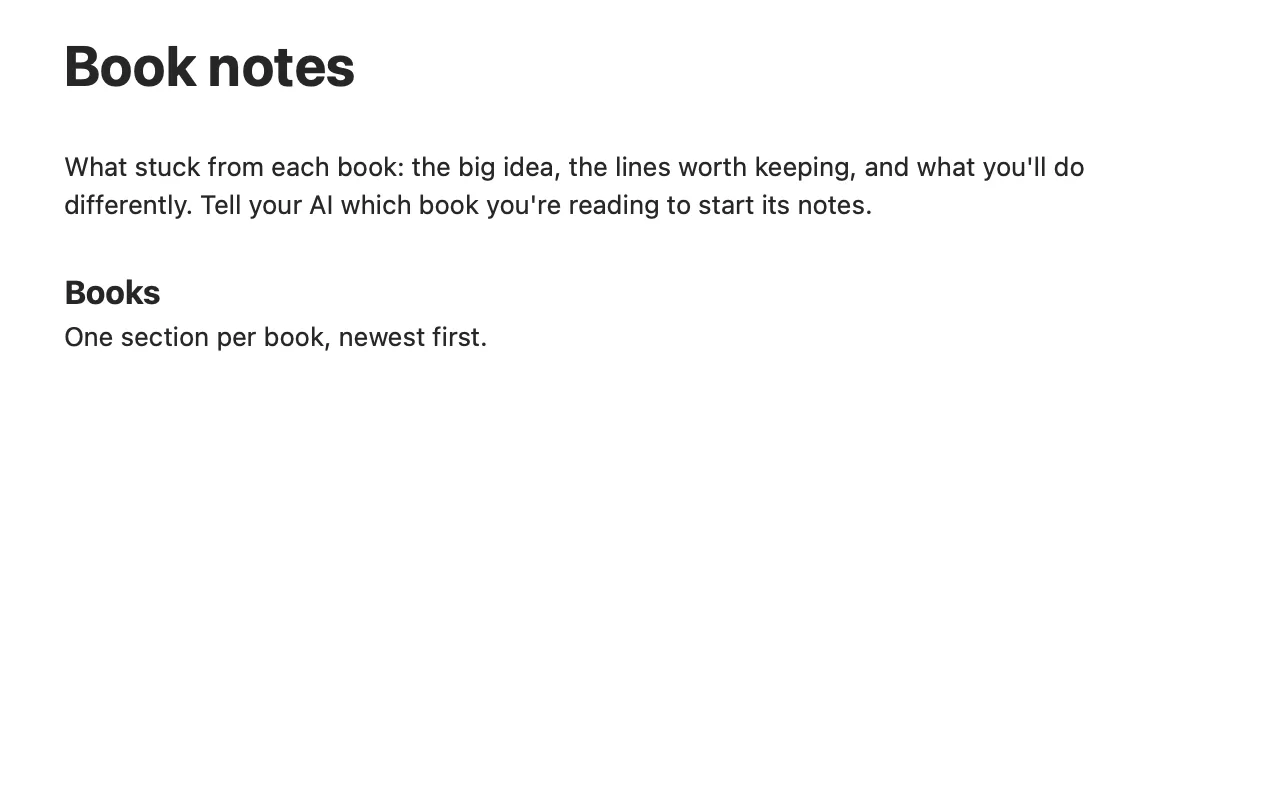 Book notes
What stuck from each book: the big idea, the lines worth keeping, and what you'll do
differently. Tell your AI which book you're reading to start its notes.
Books
One section per book, newest first.